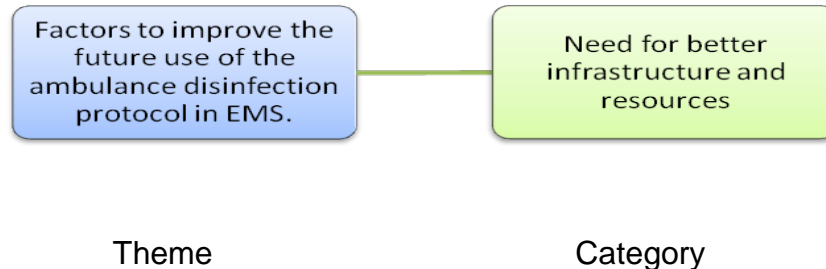 Factors to improve the
future use of the
ambulance disinfection
protocol in EMS.
Need for better
infrastructure and
resources
Theme
Category